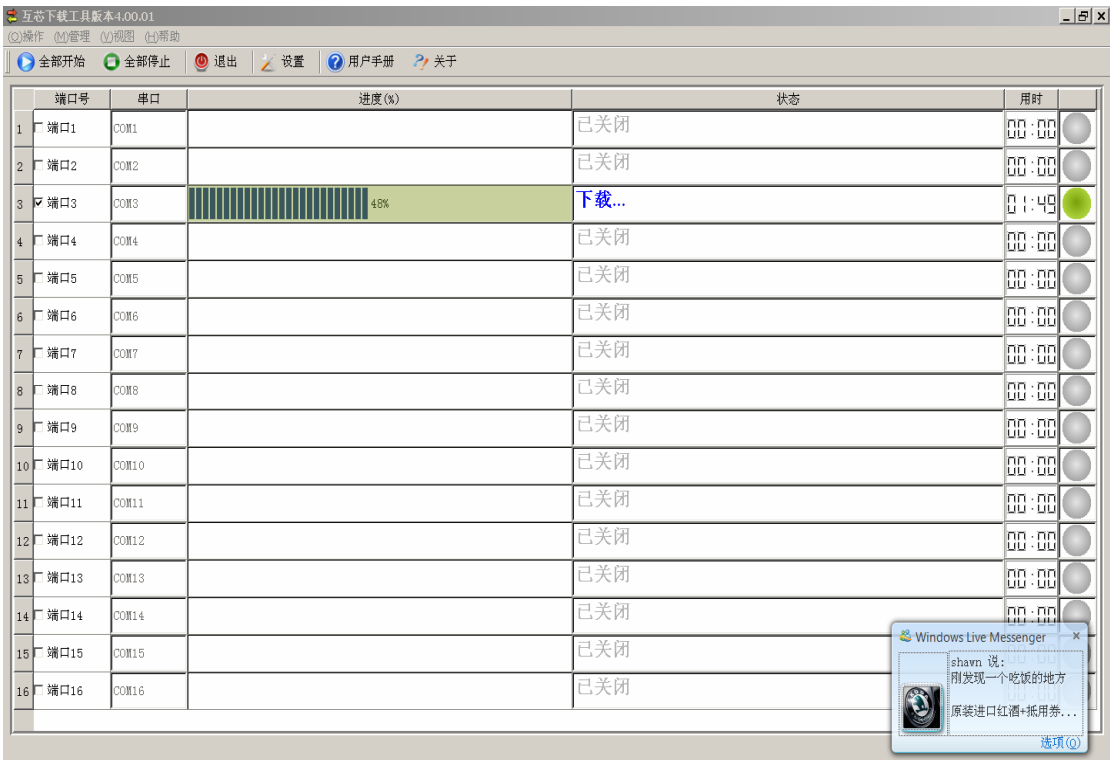 互芯下载工具版本4.00.01
(O)操作 (M)管理 (V)视图 (H)帮助
全部开始 全部停止 退出 设置 用户手册 关于
端口号 串口 进度(%) 状态 用时
1 端口1 COM1 已关闭 00:00
2 端口2 COM2 已关闭 00:00
3 端口3 COM3 48% 下载... 01:49
4 端口4 COM4 已关闭 00:00
5 端口5 COM5 已关闭 00:00
6 端口6 COM6 已关闭 00:00
7 端口7 COM7 已关闭 00:00
8 端口8 COM8 已关闭 00:00
9 端口9 COM9 已关闭 00:00
10 端口10 COM10 已关闭 00:00
11 端口11 COM11 已关闭 00:00
12 端口12 COM12 已关闭 00:00
13 端口13 COM13 已关闭 00:00
14 端口14 COM14 已关闭 00:00
15 端口15 COM15 已关闭
16 端口16 COM16 已关闭
Windows Live Messenger
shawn 说:
刚发现一个吃饭的地方
原装进口红酒+抵用券...
选项(O)